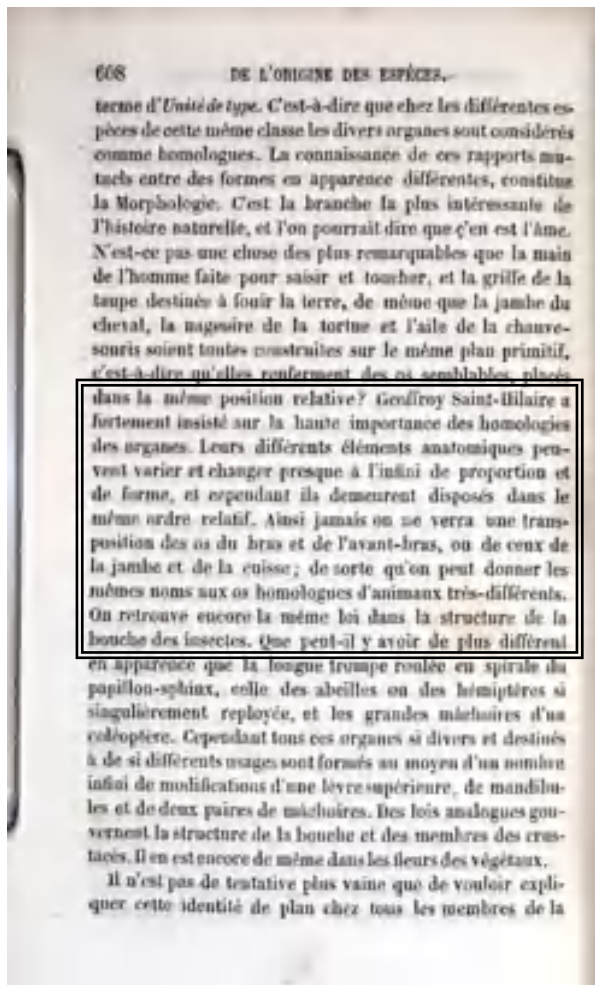 608 DE L'ORIGINE DES ESPÈCES.
terme d'Unité de type. C'est-à-dire que chez les différentes es-
pèces de cette même classe les divers organes sont considérés
comme homologues. La connaissance de ces rapports mu-
tuels entre des formes en apparence différentes, constitue
la Morphologie. C'est la branche la plus intéressante de
l'histoire naturelle, et l'on pourrait dire que ç'en est l'âme.
N'est-ce pas une chose des plus remarquables que la main
de l'homme faite pour saisir et toucher, et la griffe de la
taupe destinée à fouir la terre, de même que la jambe du
cheval, la nageoire de la tortue et l'aile de la chauve-
souris soient toutes construites sur le même plan primitif,
c'est-à-dire qu'elles renferment des os semblables, placés
dans la même position relative? Geoffroy Saint-Hilaire a
fortement insisté sur la haute importance des homologies
des organes. Leurs différents éléments anatomiques peu-
vent varier et changer presque à l'infini de proportion et
de forme, et cependant ils demeurent disposés dans le
même ordre relatif. Ainsi jamais on ne verra une trans-
position des os du bras et de l'avant-bras, ou de ceux de
la jambe et de la cuisse; de sorte qu'on peut donner les
mêmes noms aux os homologues d'animaux très-différents.
On retrouve encore la même loi dans la structure de la
bouche des insectes. Que peut-il y avoir de plus différent
en apparence que la longue trompe roulée en spirale du
papillon-sphinx, celle des abeilles ou des hémiptères si
singulièrement reployée, et les grandes mâchoires d'un
coléoptère. Cependant tous ces organes si divers et destinés
à de si différents usages sont formés au moyen d'un nombre
infini de modifications d'une lèvre supérieure, de mandibu-
les et de deux paires de mâchoires. Des lois analogues gou-
vernent la structure de la bouche et des membres des crus-
tacés. Il en est encore de même dans les fleurs des végétaux.
Il n'est pas de tentative plus vaine que de vouloir expli-
quer cette identité de plan chez tous les membres de la